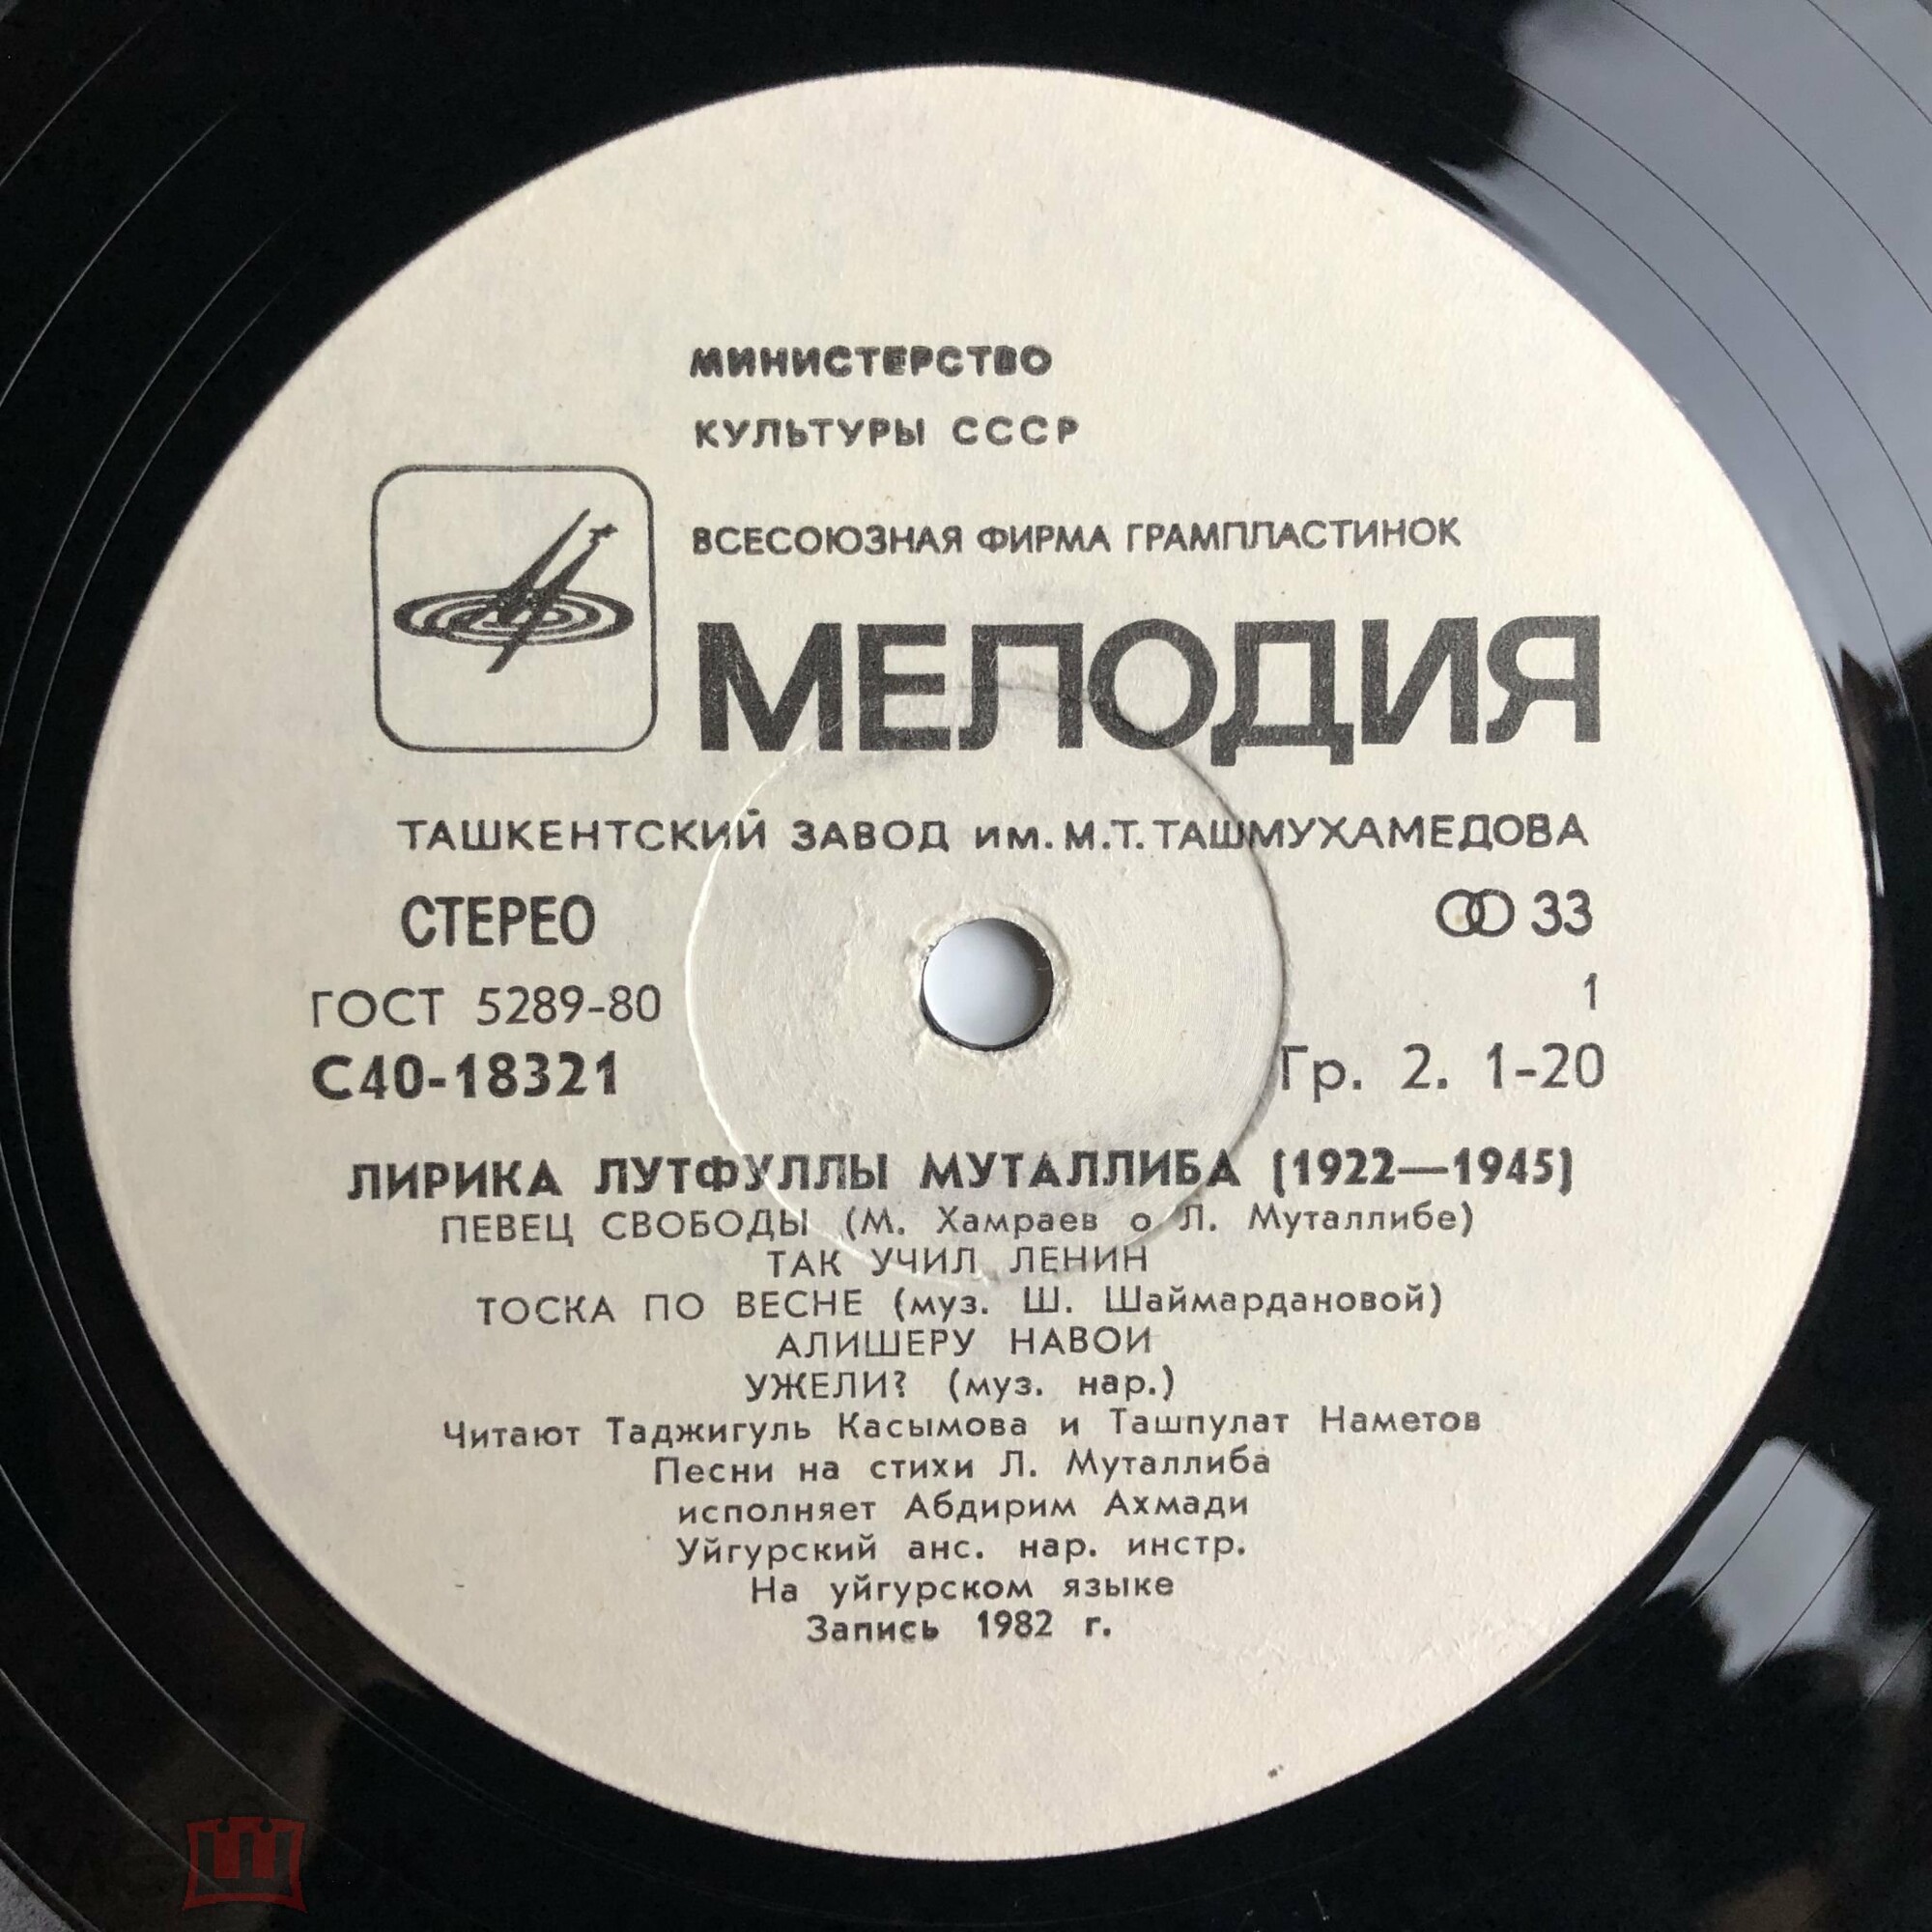 МИНИСТЕРСТВО
КУЛЬТУРЫ СССР
ВСЕСОЮЗНАЯ ФИРМА ГРАМПЛАСТИНОК
МЕЛОДИЯ
ТАШКЕНТСКИЙ ЗАВОД им. М.Т. ТАШМУХАМЕДОВА
СТЕРЕО 33
ГОСТ 5289-80 1
С40-18321 Гр. 2. 1-20
ЛИРИКА ЛУТФУЛЛЫ МУТАЛЛИБА (1922—1945)
ПЕВЕЦ СВОБОДЫ (М. Хамраев о Л. Муталлибе)
ТАК УЧИЛ ЛЕНИН
ТОСКА ПО ВЕСНЕ (муз. Ш. Шаймардановой)
АЛИШЕРУ НАВОИ
УЖЕЛИ? (муз. нар.)
Читают Таджигуль Касымова и Ташпулат Наметов
Песни на стихи Л. Муталлиба
исполняет Абдирим Ахмади
Уйгурский анс. нар. инстр.
На уйгурском языке
Запись 1982 г.